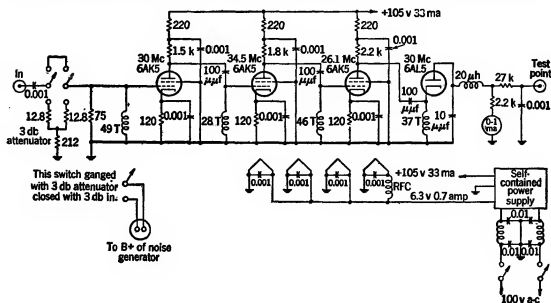 +105 v 33 ma
220
220
220
0.001
1.5 k
0.001
1.8 k
0.001
2.2 k
30 Mc
6AK5
34.5 Mc
6AK5
26.1 Mc
6AK5
30 Mc
6AL5
Test
point
In
0.001
100
μμf
100
μμf
100
μμf
20 μh
27 k
2.2 k
0.001
0-1
ma
12.8
12.8
75
49 T
120
0.001
28 T
120
0.001
46 T
120
0.001
37 T
10
μμf
3 db
attenuator
212
This switch ganged
with 3 db attenuator
closed with 3 db in.
To B+ of noise
generator
0.001
0.001
0.001
0.001
RFC
+105 v 33 ma
6.3 v 0.7 amp
Self-
contained
power
supply
0.01
0.01
0.01
100 v a-c